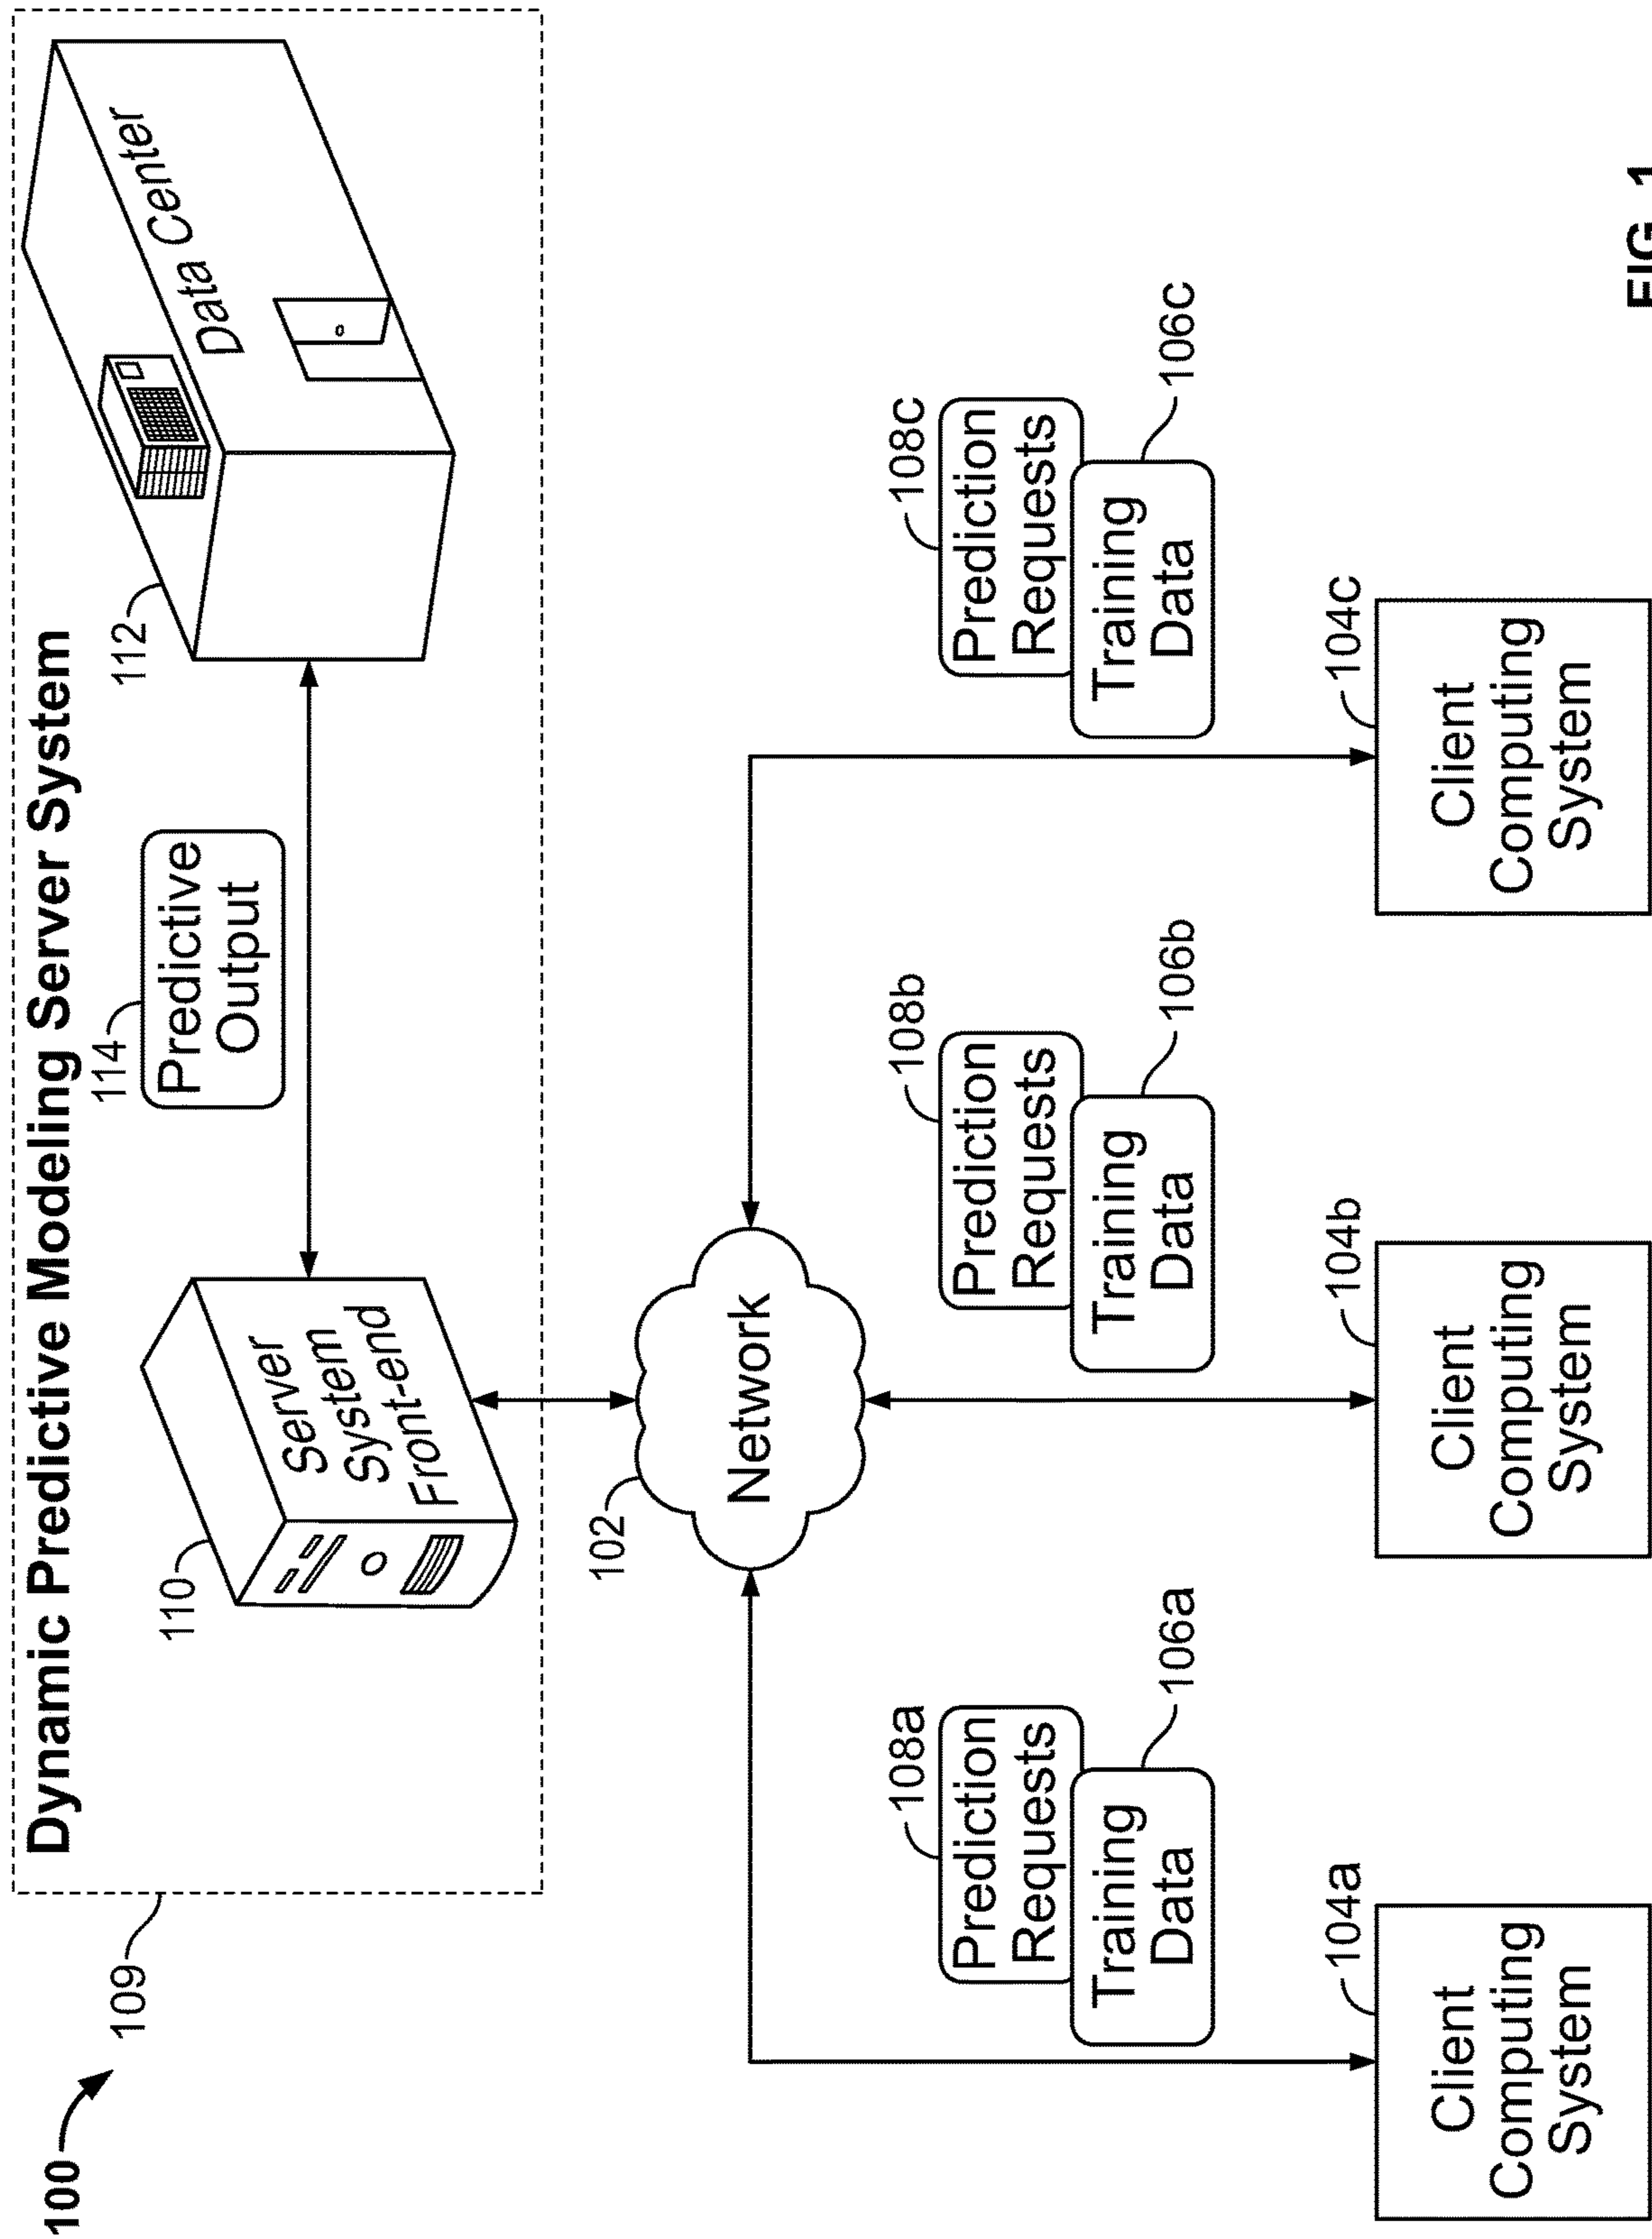 100
109
Dynamic Predictive Modeling Server System
110
Server
System
Front-end
114
Predictive
Output
112
Data Center
102
Network
108a
Prediction
Requests
Training
Data
106a
108b
Prediction
Requests
Training
Data
106b
108c
Prediction
Requests
Training
Data
106c
104a
Client
Computing
System
104b
Client
Computing
System
104c
Client
Computing
System
FIG. 1